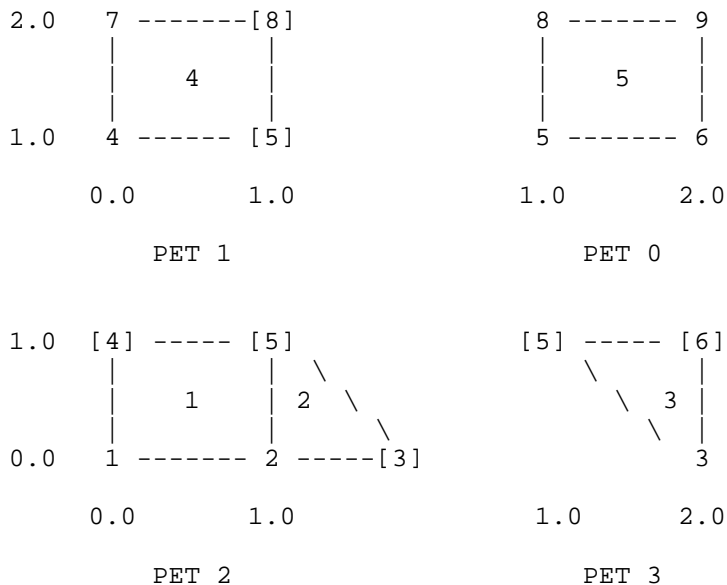 2.0 7 -------[8] 8 ------- 9
| | | |
| 4 | | 5 |
| | | |
1.0 4 ------ [5] 5 ------- 6
0.0 1.0 1.0 2.0
PET 1 PET 0
1.0 [4] ----- [5] [5] ----- [6]
| | \ \ |
| 1 | 2 \ \ 3 |
| | \ \ |
0.0 1 ------- 2 -----[3] 3
0.0 1.0 1.0 2.0
PET 2 PET 3